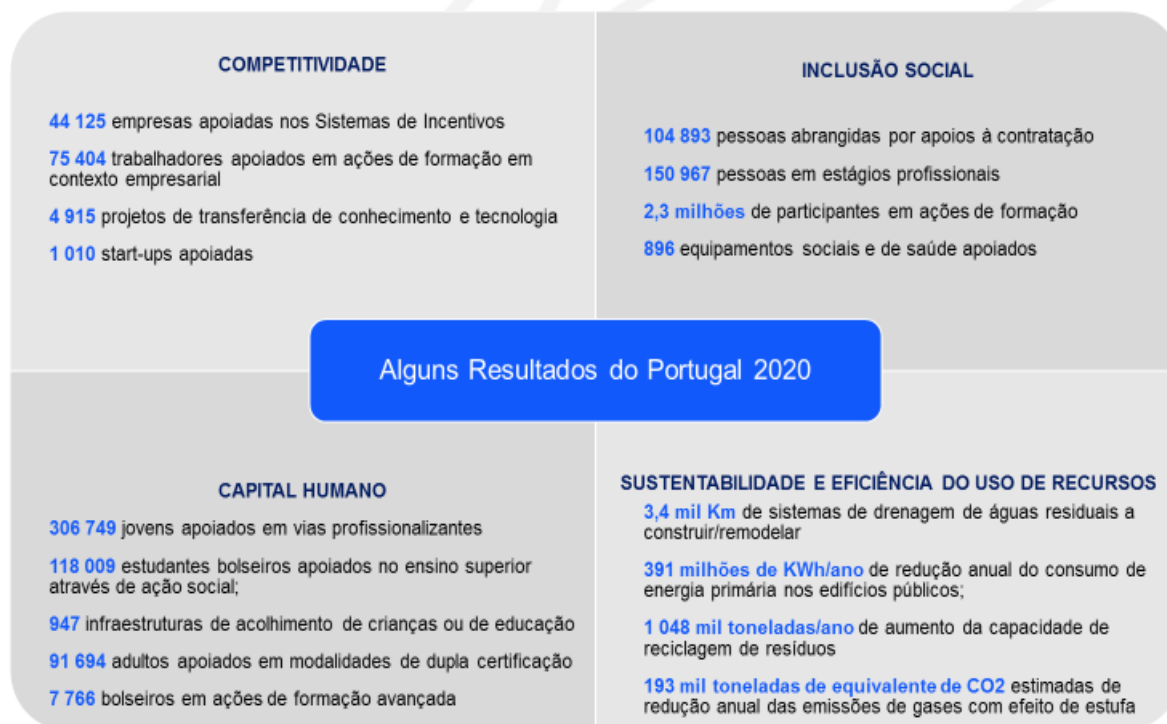 COMPETITIVIDADE
44 125 empresas apoiadas nos Sistemas de Incentivos
75 404 trabalhadores apoiados em ações de formação em
contexto empresarial
4 915 projetos de transferência de conhecimento e tecnologia
1 010 start-ups apoiadas
INCLUSÃO SOCIAL
104 893 pessoas abrangidas por apoios à contratação
150 967 pessoas em estágios profissionais
2,3 milhões de participantes em ações de formação
896 equipamentos sociais e de saúde apoiados
Alguns Resultados do Portugal 2020
CAPITAL HUMANO
306 749 jovens apoiados em vias profissionalizantes
118 009 estudantes bolseiros apoiados no ensino superior
através de ação social;
947 infraestruturas de acolhimento de crianças ou de educação
91 694 adultos apoiados em modalidades de dupla certificação
7 766 bolseiros em ações de formação avançada
SUSTENTABILIDADE E EFICIÊNCIA DO USO DE RECURSOS
3,4 mil Km de sistemas de drenagem de águas residuais a
construir/remodelar
391 milhões de KWh/ano de redução anual do consumo de
energia primária nos edifícios públicos;
1 048 mil toneladas/ano de aumento da capacidade de
reciclagem de resíduos
193 mil toneladas de equivalente de CO2 estimadas de
redução anual das emissões de gases com efeito de estufa